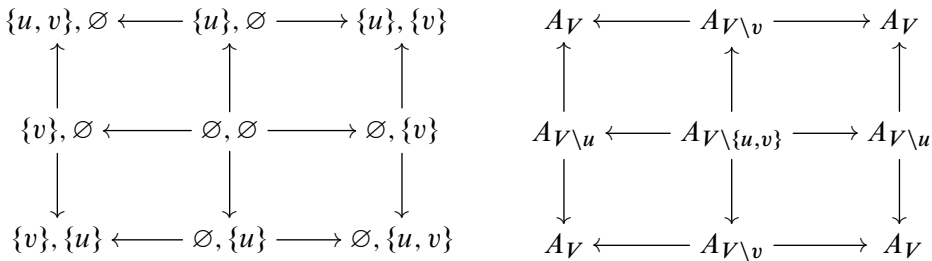 {u, v}, ∅ ← {u}, ∅ → {u}, {v} A_V ← A_{V\v} → A_V
{v}, ∅ ← ∅, ∅ → ∅, {v} A_{V\u} ← A_{V\{u,v}} → A_{V\u}
{v}, {u} ← ∅, {u} → ∅, {u, v} A_V ← A_{V\v} → A_V